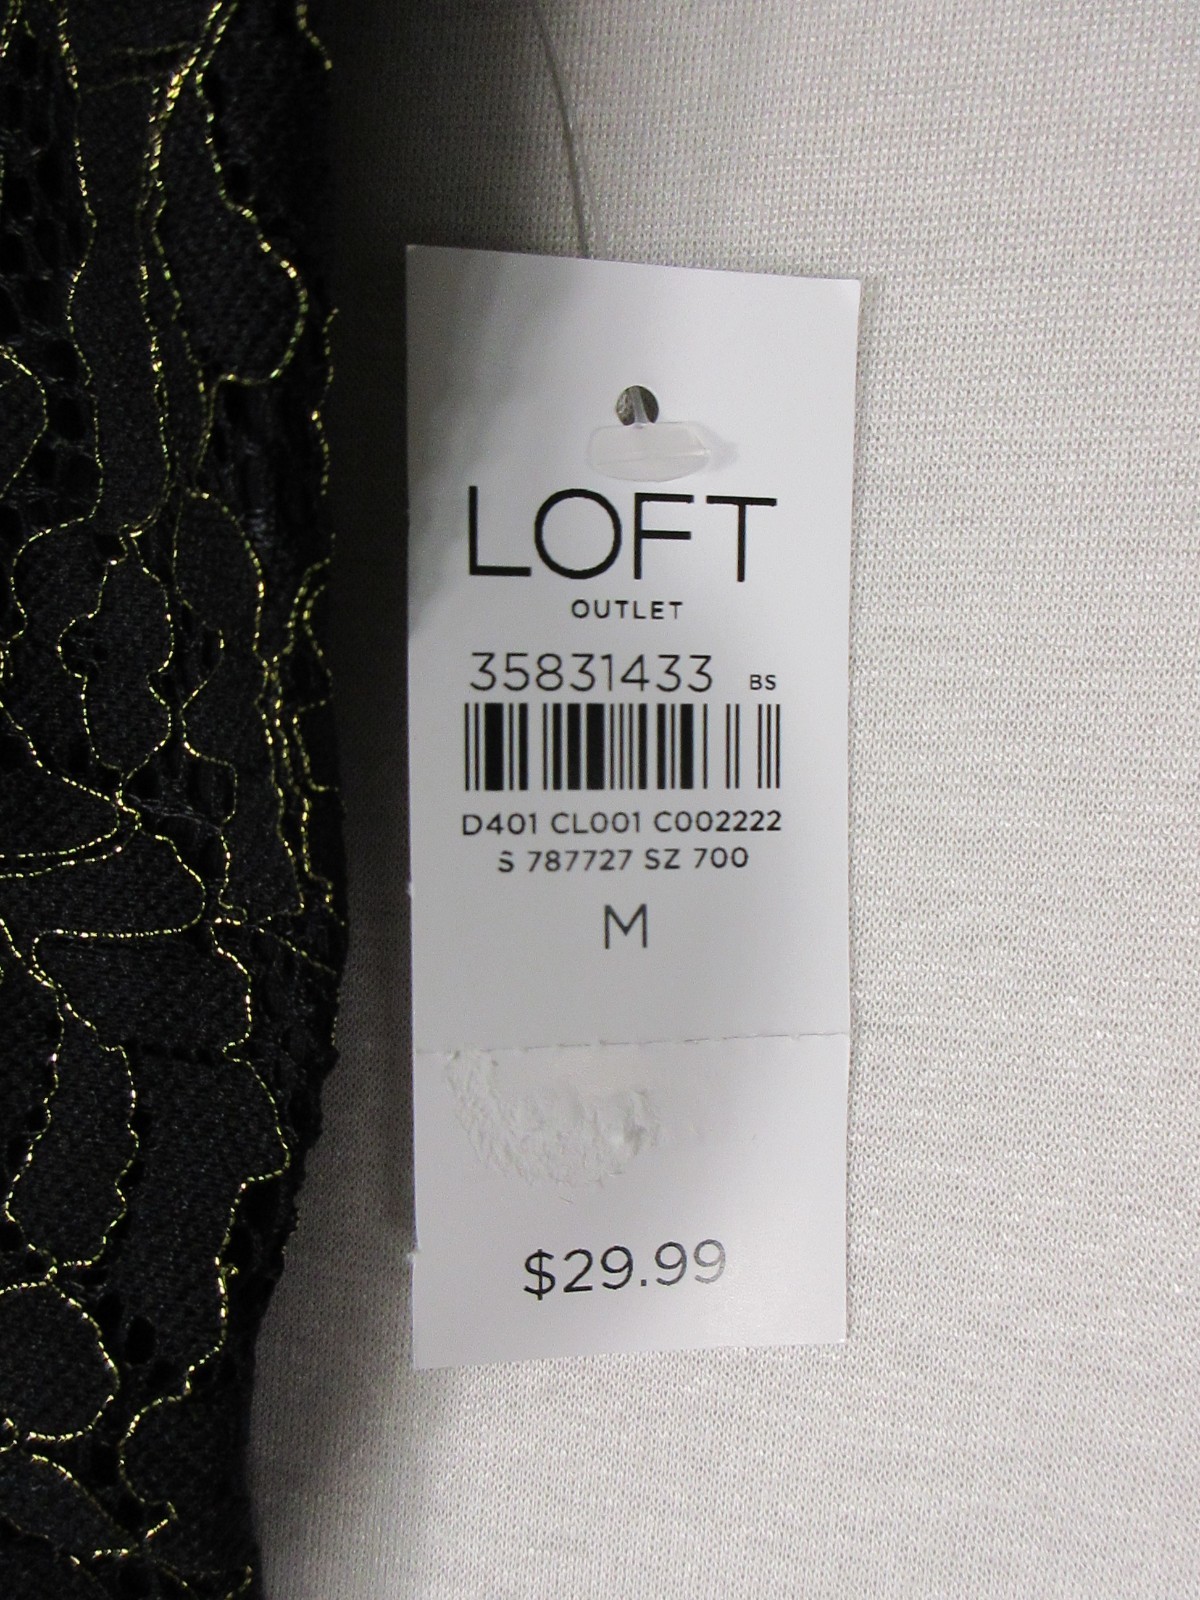 LOFT
OUTLET
35831433 BS
D401 CL001 C002222
S 787727 SZ 700
M
$29.99